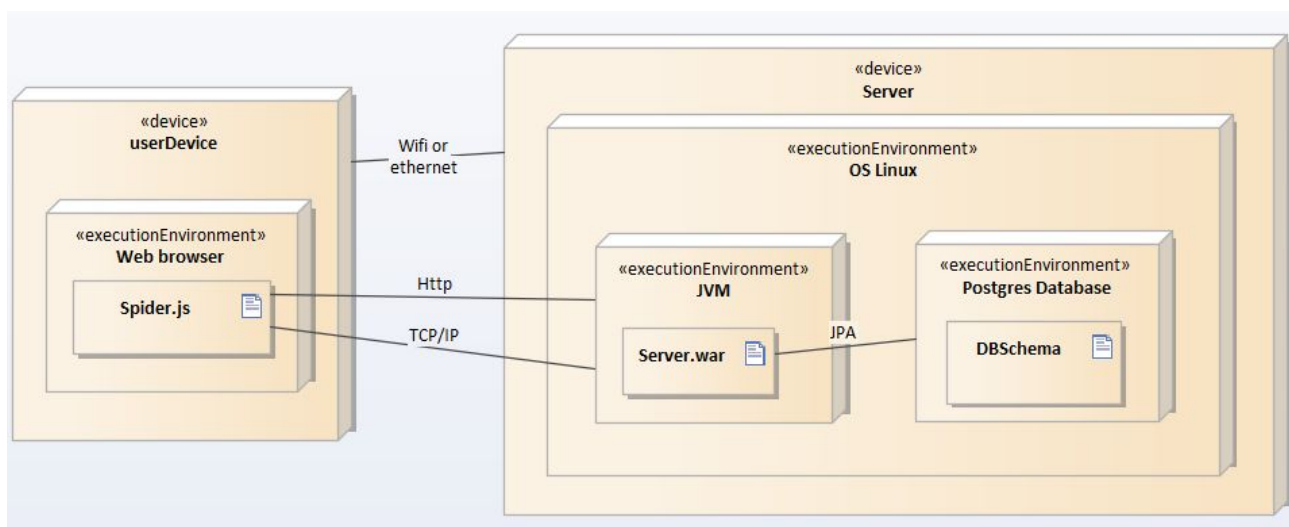 «device»
userDevice
«executionEnvironment»
Web browser
Spider.js
Wifi or
ethernet
Http
TCP/IP
«device»
Server
«executionEnvironment»
OS Linux
«executionEnvironment»
JVM
Server.war
JPA
«executionEnvironment»
Postgres Database
DBSchema